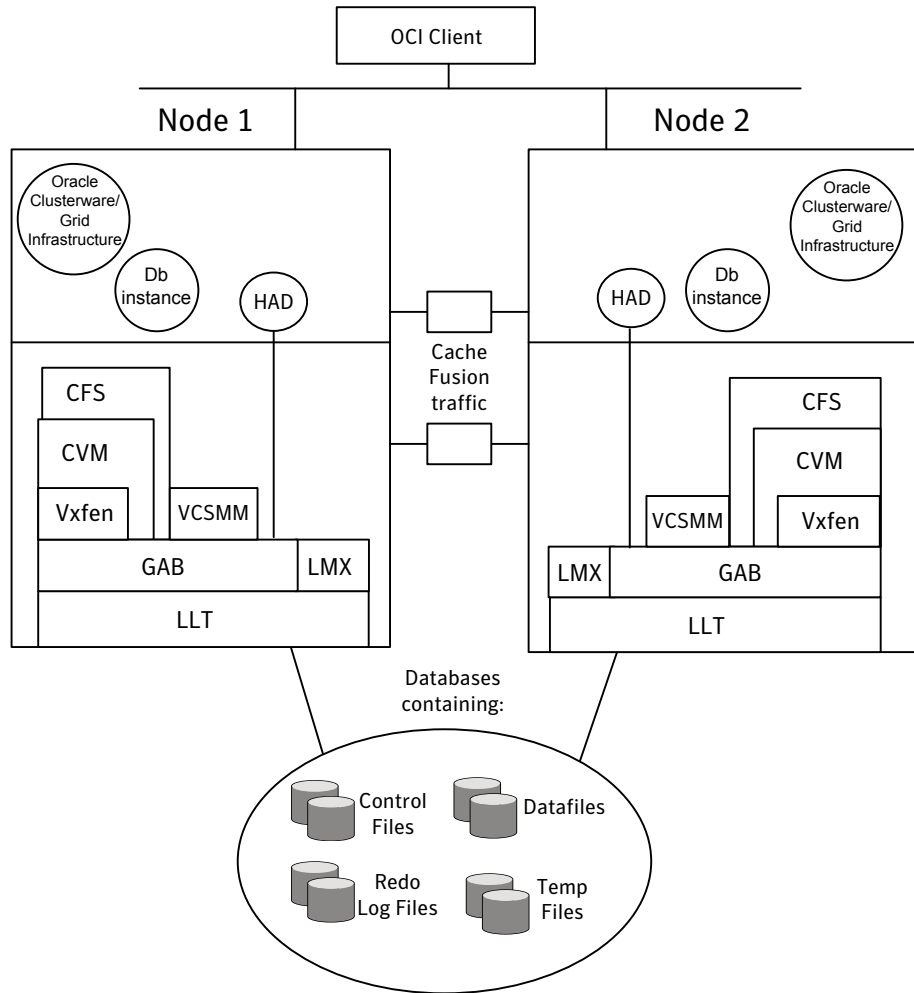 OCI Client
Node 1
Node 2
Oracle
Clusterware/
Grid
Infrastructure
Db
instance
HAD
Cache
Fusion
traffic
HAD
Db
instance
Oracle
Clusterware/
Grid
Infrastructure
CFS
CVM
Vxfen
VCSMM
GAB
LMX
LLT
CFS
CVM
VCSMM
Vxfen
LMX
GAB
LLT
Databases
containing:
Control
Files
Datafiles
Redo
Log Files
Temp
Files